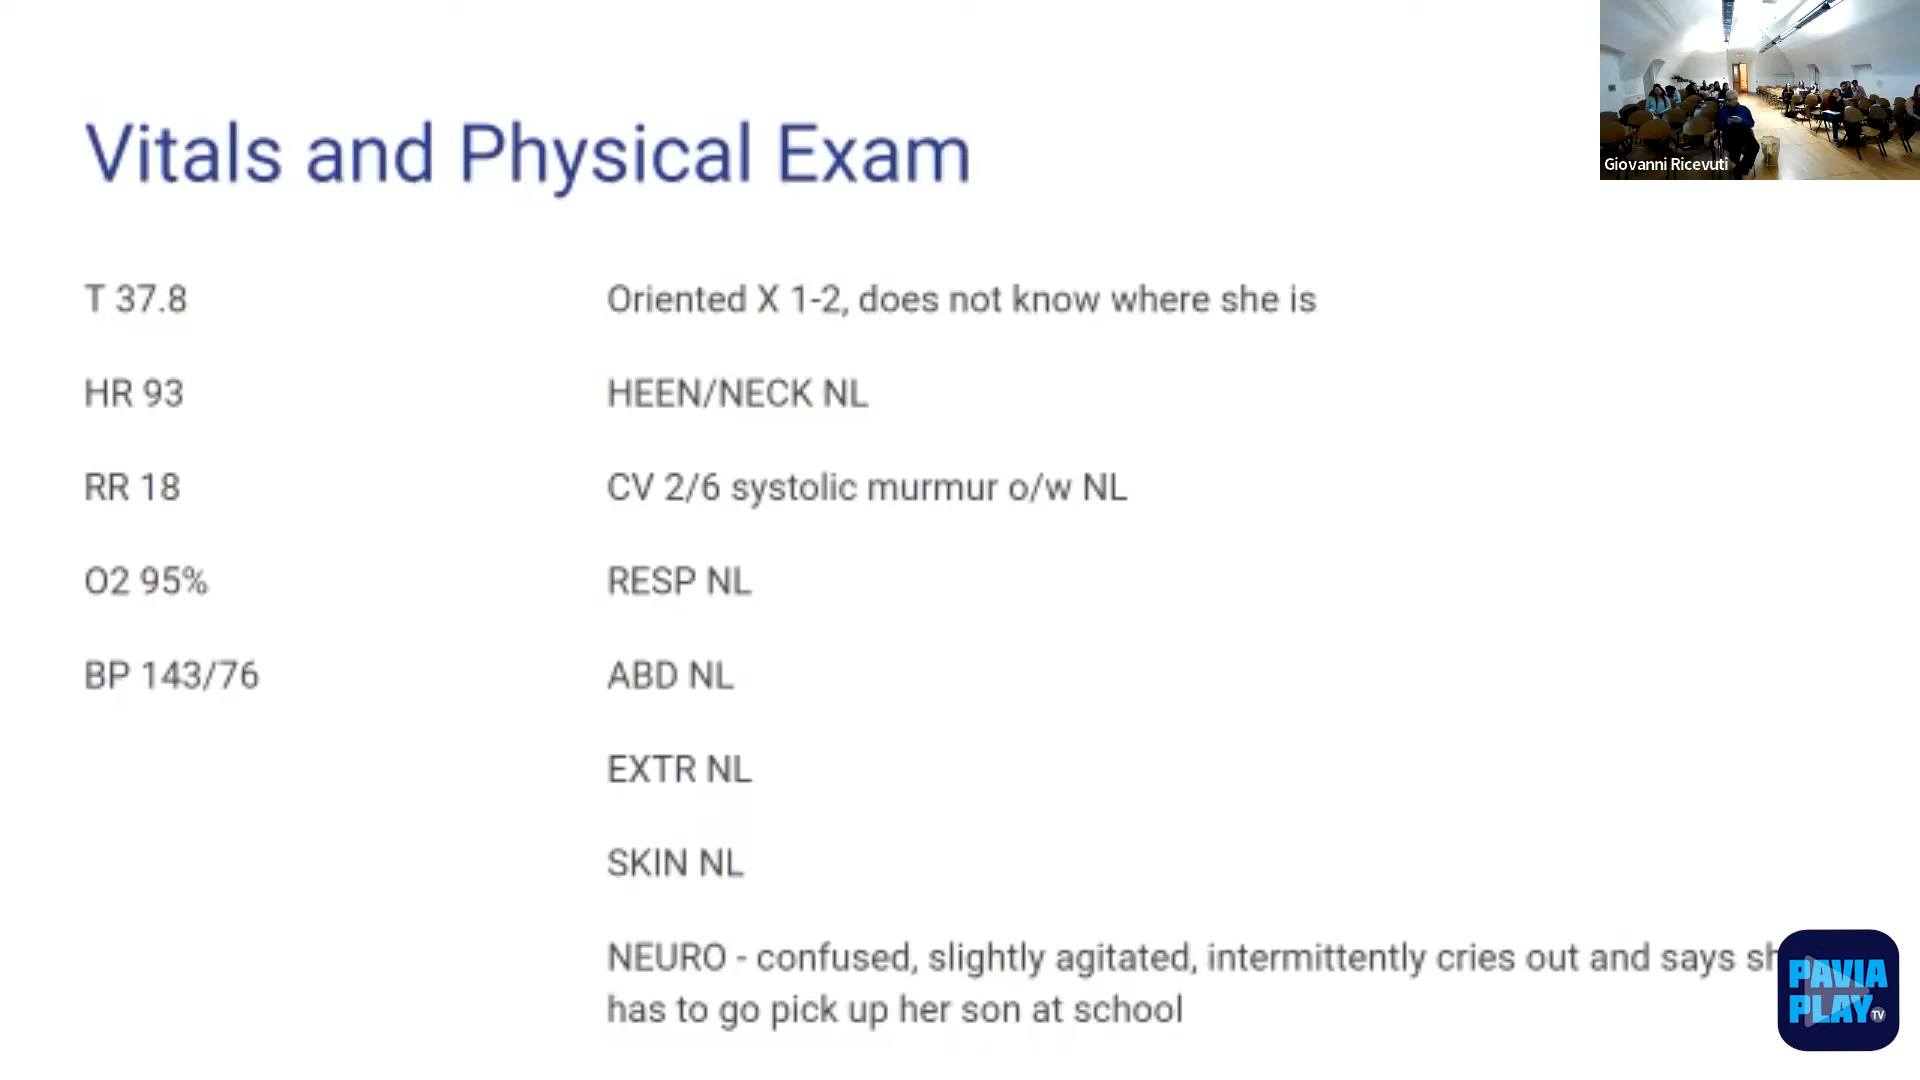 Giovanni Ricevuti
Vitals and Physical Exam
T 37.8
HR 93
RR 18
O2 95%
BP 143/76
Oriented X 1-2, does not know where she is
HEEN/NECK NL
CV 2/6 systolic murmur o/w NL
RESP NL
ABD NL
EXTR NL
SKIN NL
NEURO - confused, slightly agitated, intermittently cries out and says
has to go pick up her son at school
PAVIA
PLAY TV